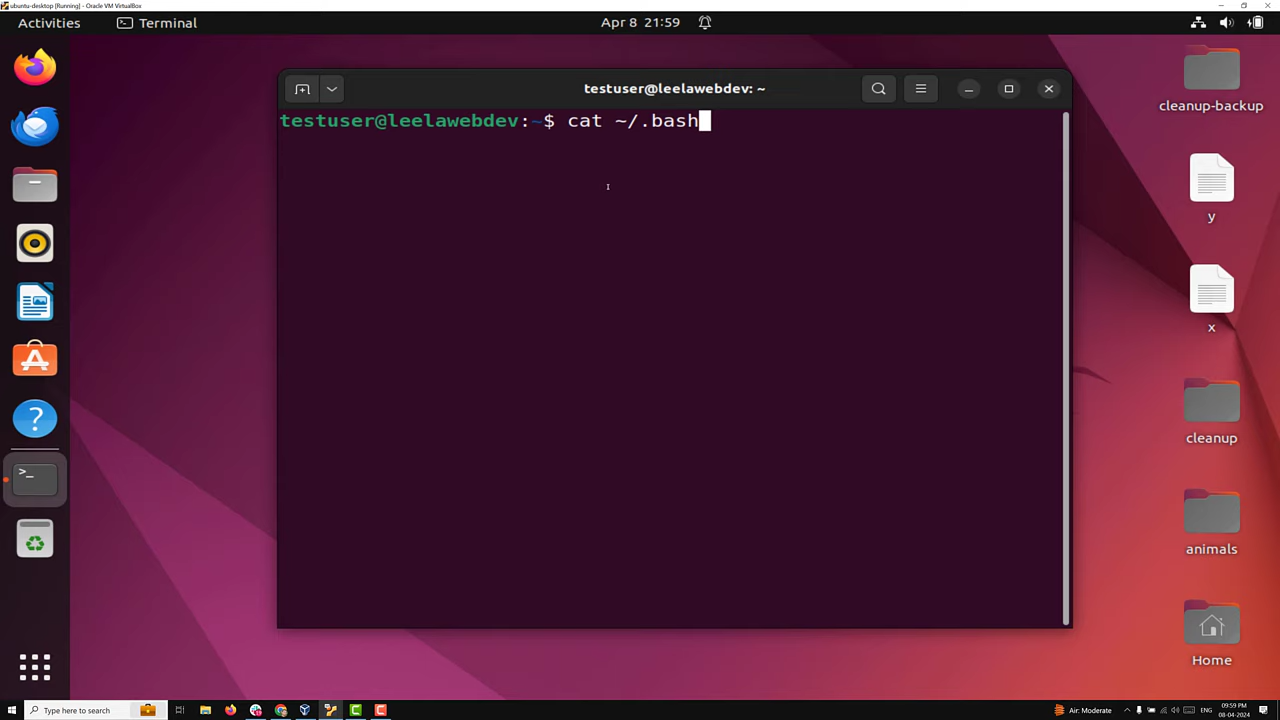 ubuntu-desktop [Running] - Oracle VM VirtualBox
Activities
Terminal
Apr 8 21:59
testuser@leelawebdev: ~
testuser@leelawebdev:~$ cat ~/.bash
cleanup-backup
y
x
cleanup
animals
Home
Type here to search
Air: Moderate
ENG
09:59 PM
08-04-2024